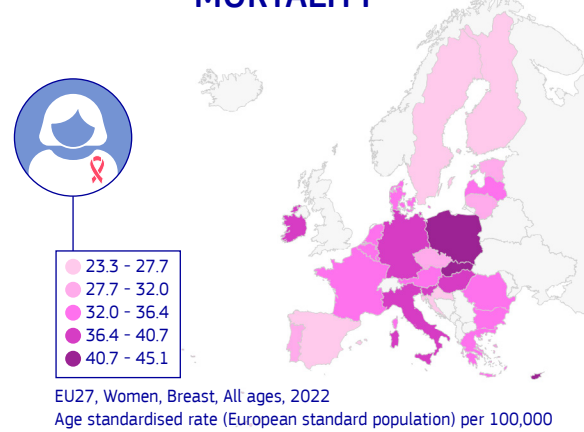 MORTALITY
23.3 - 27.7
27.7 - 32.0
32.0 - 36.4
36.4 - 40.7
40.7 - 45.1
EU27, Women, Breast, All ages, 2022
Age standardised rate (European standard population) per 100,000